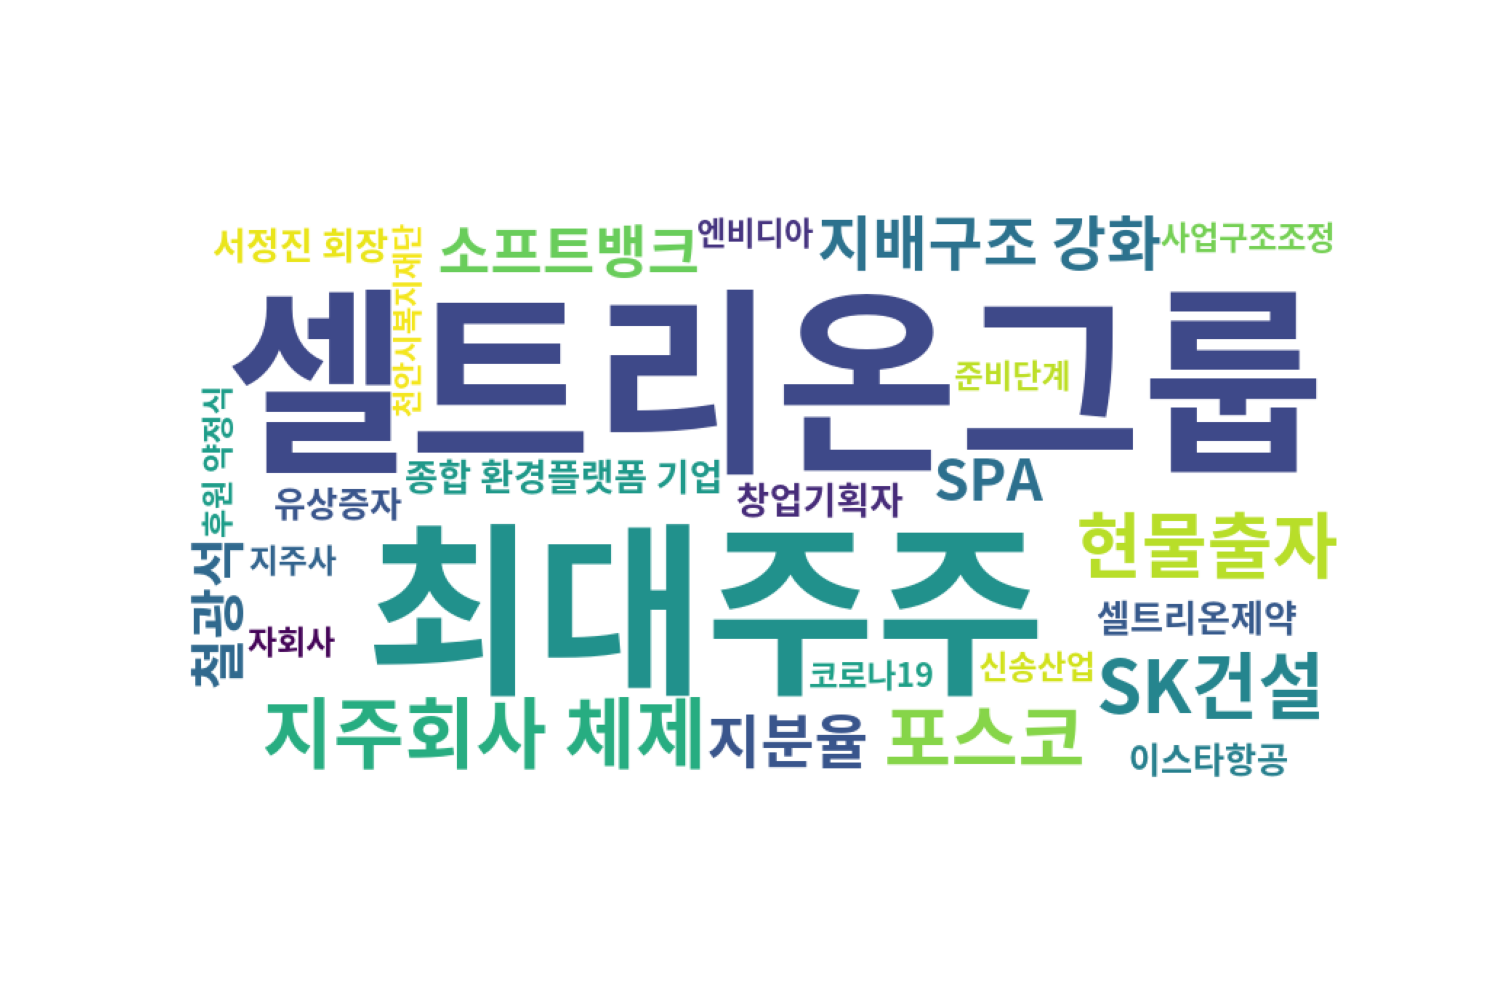 서정진 회장
천안시복지재단
소프트뱅크
엔비디아
지배구조 강화
사업구조조정
셀트리온그룹
준비단계
후원 약정식
종합 환경플랫폼 기업
유상증자
창업기획자
SPA
최대주주
현물출자
철광석
지주사
자회사
셀트리온제약
코로나19
신송산업
SK건설
지주회사 체제
지분율
포스코
이스타항공